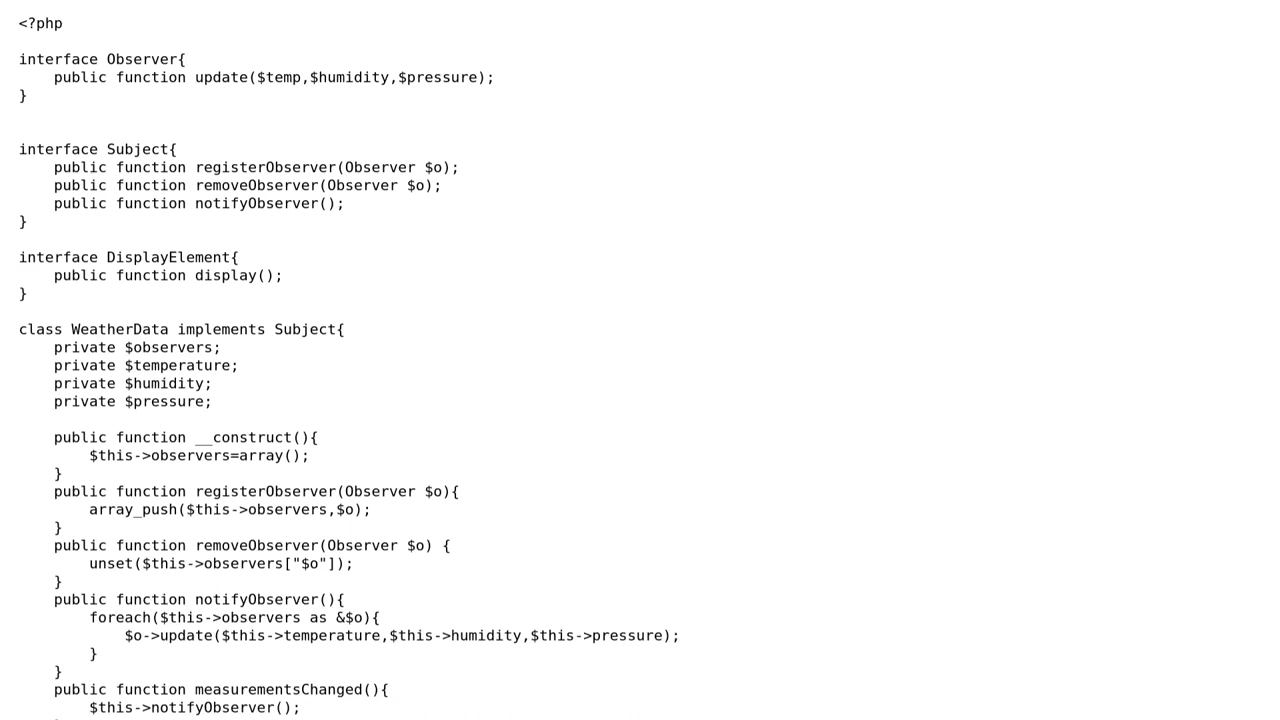 <?php

interface Observer{
    public function update($temp,$humidity,$pressure);
}


interface Subject{
    public function registerObserver(Observer $o);
    public function removeObserver(Observer $o);
    public function notifyObserver();
}

interface DisplayElement{
    public function display();
}

class WeatherData implements Subject{
    private $observers;
    private $temperature;
    private $humidity;
    private $pressure;

    public function __construct(){
        $this->observers=array();
    }
    public function registerObserver(Observer $o){
        array_push($this->observers,$o);
    }
    public function removeObserver(Observer $o) {
        unset($this->observers["$o"]);
    }
    public function notifyObserver(){
        foreach($this->observers as &$o){
            $o->update($this->temperature,$this->humidity,$this->pressure);
        }
    }
    public function measurementsChanged(){
        $this->notifyObserver();